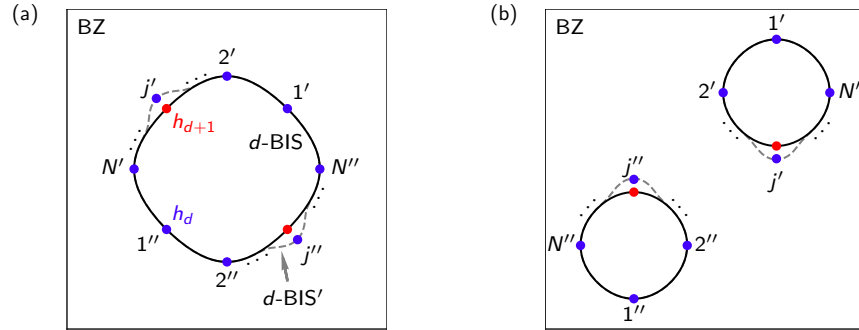 (a)
BZ
2′
j′
1′
h_{d+1}
d-BIS
N′
N′′
h_d
1′′
2′′
j′′
d-BIS′
(b)
BZ
1′
2′
N′
j′
j′′
N′′
2′′
1′′